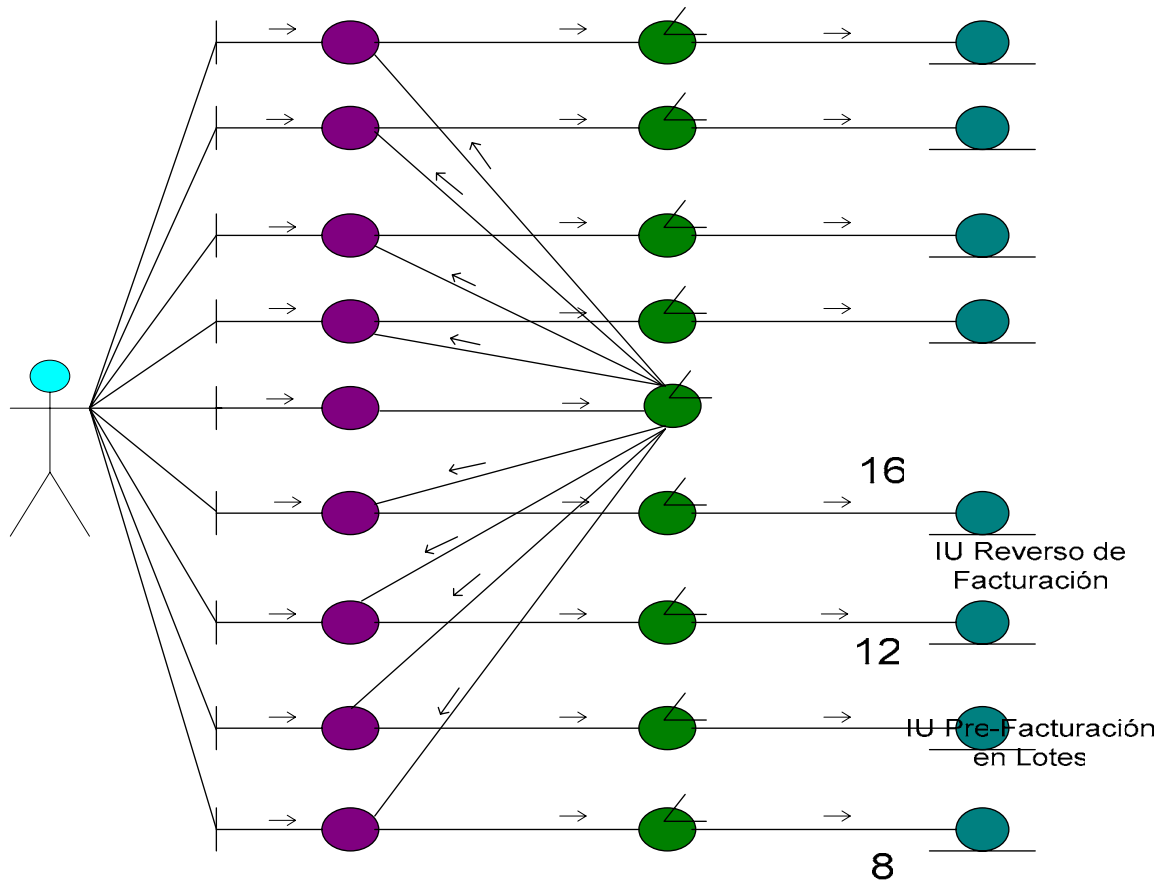 16
IU Reverso de
Facturación
12
IU Pre-Facturación
en Lotes
8